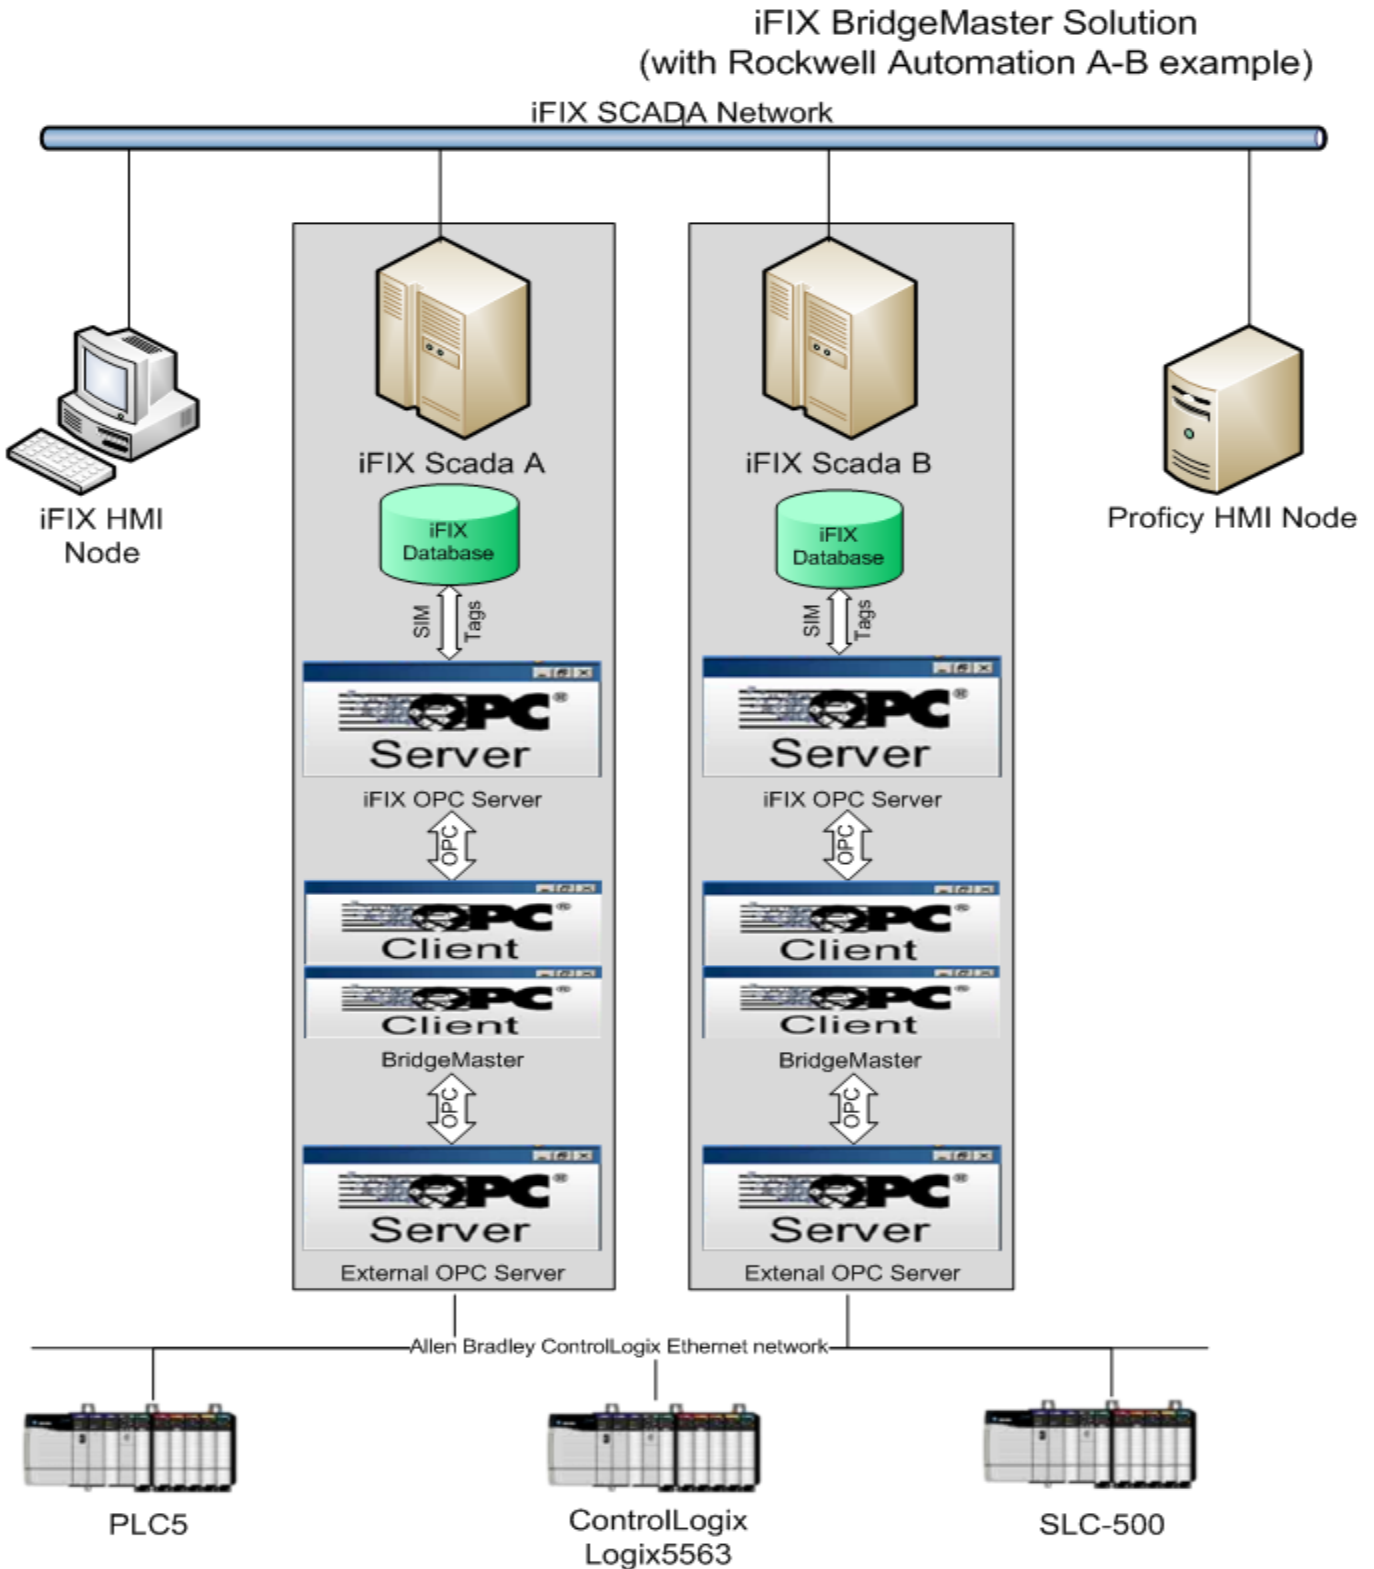 iFIX BridgeMaster Solution
(with Rockwell Automation A-B example)
iFIX SCADA Network
iFIX HMI
Node
iFIX Scada A
iFIX
Database
SIM
Tags
OPC®
Server
iFIX OPC Server
OPC
OPC®
Client
OPC®
Client
BridgeMaster
OPC
OPC®
Server
External OPC Server
iFIX Scada B
iFIX
Database
SIM
Tags
OPC®
Server
iFIX OPC Server
OPC
OPC®
Client
OPC®
Client
BridgeMaster
OPC
OPC®
Server
Extenal OPC Server
Proficy HMI Node
Allen Bradley ControlLogix Ethernet network
PLC5
ControlLogix
Logix5563
SLC-500